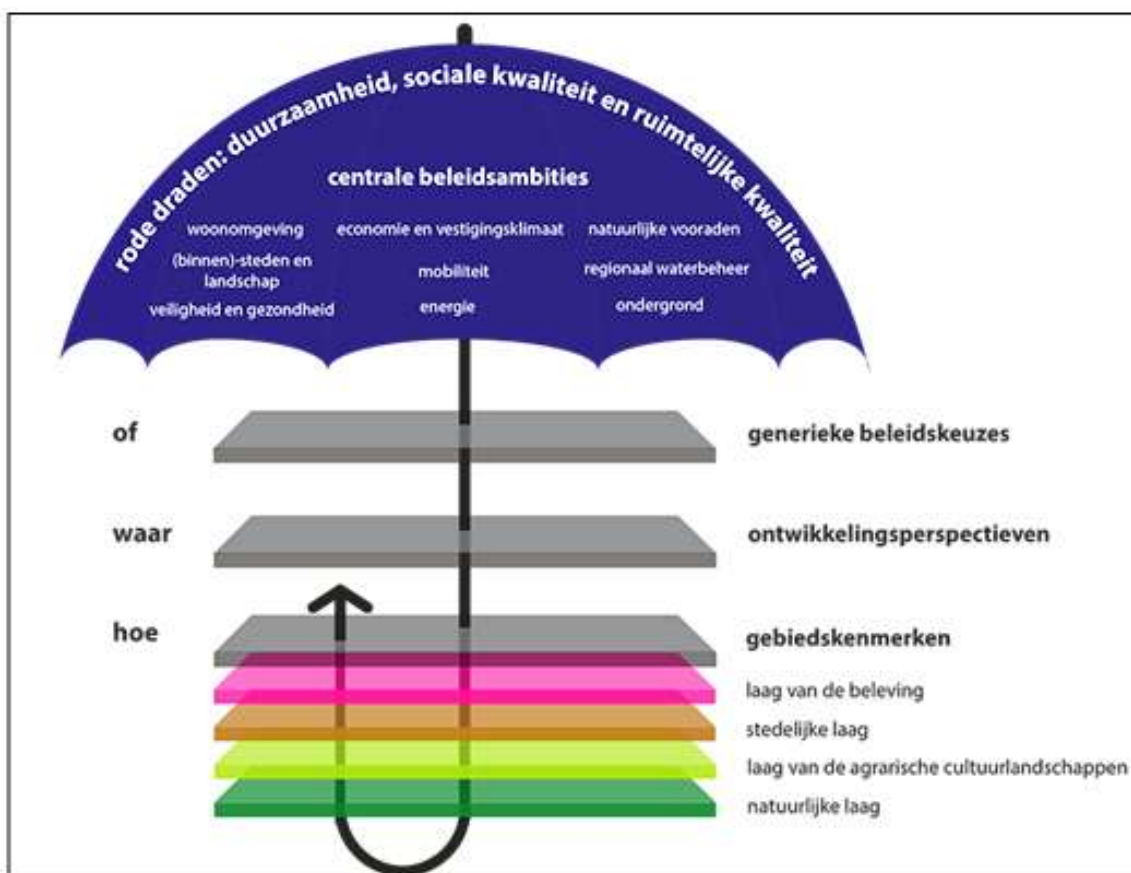 rode draden: duurzaamheid, sociale kwaliteit en ruimtelijke kwaliteit
centrale beleidsambities
woonomgeving
(binnen)-steden en
landschap
veiligheid en gezondheid
economie en vestigingsklimaat
mobiliteit
energie
natuurlijke vooraden
regionaal waterbeheer
ondergrond
of
generieke beleidskeuzes
waar
ontwikkelingsperspectieven
hoe
gebiedskenmerken
laag van de beleving
stedelijke laag
laag van de agrarische cultuurlandschappen
natuurlijke laag